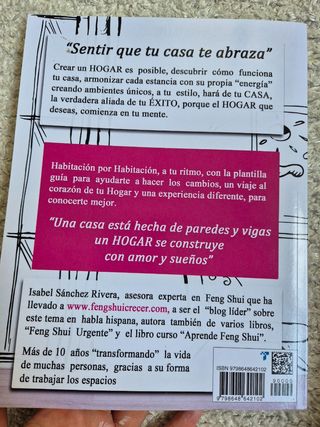 “Sentir que tu casa te abraza”
Crear un HOGAR es posible, descubrir cómo funciona
tu casa, armonizar cada estancia con su propia “energía”
creando ambientes únicos, a tu estilo, hará de tu CASA,
la verdadera aliada de tu ÉXITO, porque el HOGAR que
deseas, comienza en tu mente.
Habitación por Habitación, a tu ritmo, con la plantilla
guía para ayudarte a hacer los cambios, un viaje al
corazón de tu Hogar y una experiencia diferente, para
conocerte mejor.
“Una casa está hecha de paredes y vigas
un HOGAR se construye
con amor y sueños”
Isabel Sánchez Rivera, asesora experta en Feng Shui que ha
llevado a www.fengshuicrecer.com, a ser el “blog líder” sobre
este tema en habla hispana, autora también de varios libros,
“Feng Shui Urgente” y el libro curso “Aprende Feng Shui”.
Más de 10 años “transformando” la vida
de muchas personas, gracias a su forma
de trabajar los espacios
ISBN 9798648642102
90000
9798648642102